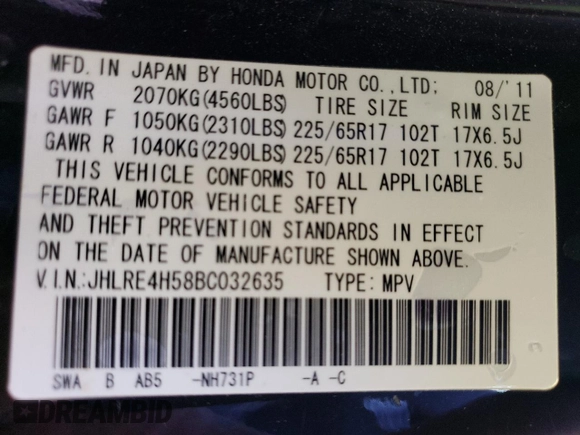 MFD. IN JAPAN BY HONDA MOTOR CO., LTD: 08/'11
GVWR 2070KG(4560LBS) TIRE SIZE RIM SIZE
GAWR F 1050KG(2310LBS) 225/65R17 102T 17X6.5J
GAWR R 1040KG(2290LBS) 225/65R17 102T 17X6.5J
THIS VEHICLE CONFORMS TO ALL APPLICABLE
FEDERAL MOTOR VEHICLE SAFETY
AND THEFT PREVENTION STANDARDS IN EFFECT
ON THE DATE OF MANUFACTURE SHOWN ABOVE.
V.I.N.:JHLRE4H58BC032635 TYPE: MPV
C
SWA B AB5 -NH731P -A -C
DREAMBID